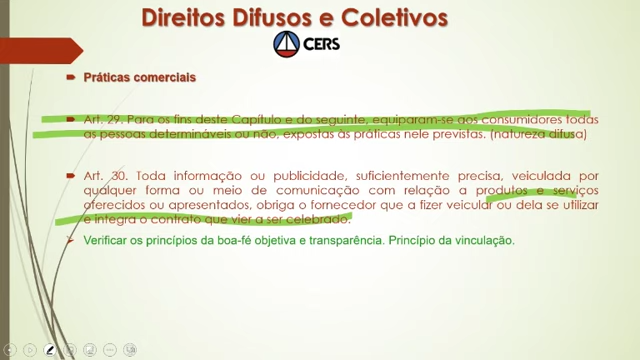 Direitos Difusos e Coletivos
CERS
Práticas comerciais
Art. 29. Para os fins deste Capítulo e do seguinte, equiparam-se aos consumidores todas
as pessoas determináveis ou não, expostas às práticas nele previstas. (natureza difusa)
Art. 30. Toda informação ou publicidade, suficientemente precisa, veiculada por
qualquer forma ou meio de comunicação com relação a produtos e serviços
oferecidos ou apresentados, obriga o fornecedor que a fizer veicular ou dela se utilizar
e integra o contrato que vier a ser celebrado.
Verificar os princípios da boa-fé objetiva e transparência. Princípio da vinculação.